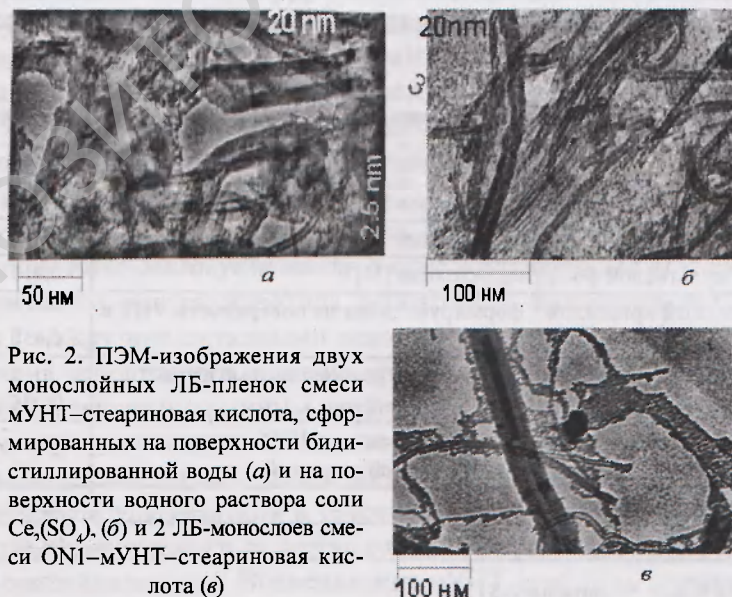 20 nm
2.5 nm
50 нм
а
20nm
100 нм
б
Рис. 2. ПЭМ-изображения двух
монослойных ЛБ-пленок смеси
мУНТ–стеариновая кислота, сфор-
мированных на поверхности биди-
стиллированной воды (а) и на по-
верхности водного раствора соли
Ce₂(SO₄)₃ (б) и 2 ЛБ-монослоев сме-
си ON1–мУНТ–стеариновая кис-
лота (в)
100 нм
в